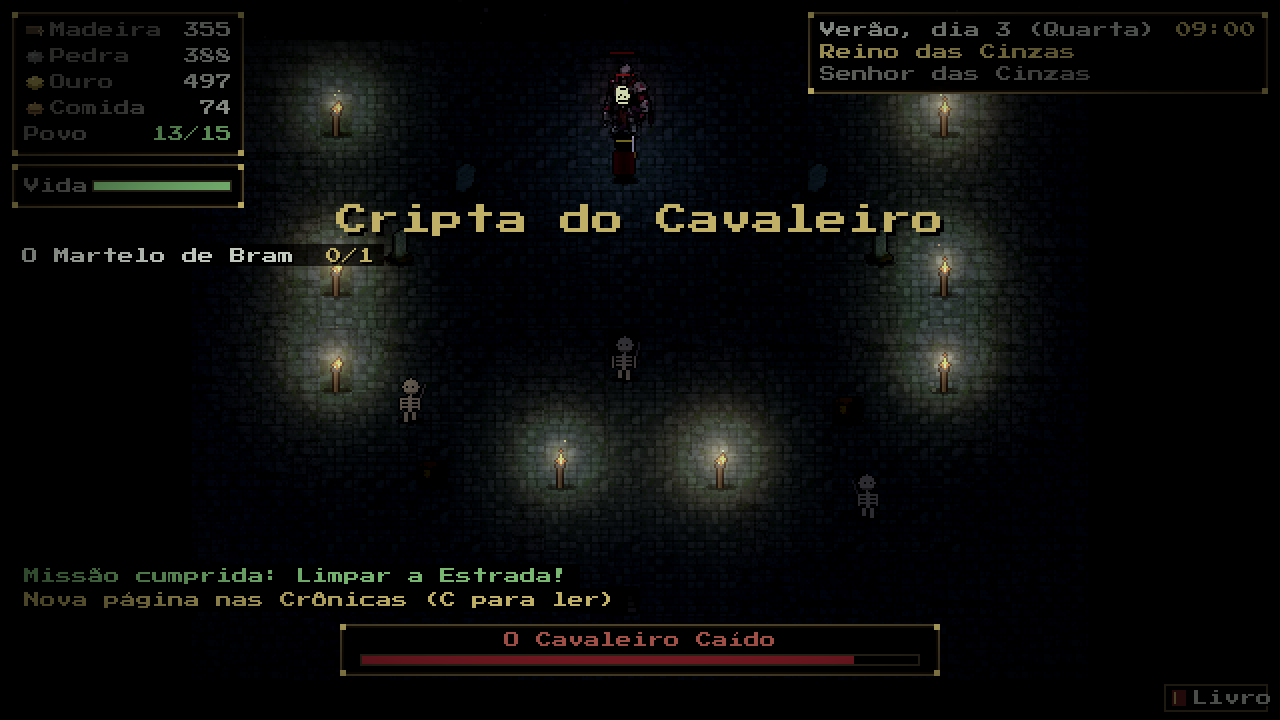 Madeira 355
Pedra 388
Ouro 497
Comida 74
Povo 13/15
Vida
Verão, dia 3 (Quarta) 09:00
Reino das Cinzas
Senhor das Cinzas
Cripta do Cavaleiro
O Martelo de Bram 0/1
Missão cumprida: Limpar a Estrada!
Nova página nas Crônicas (C para ler)
O Cavaleiro Caído
Livro